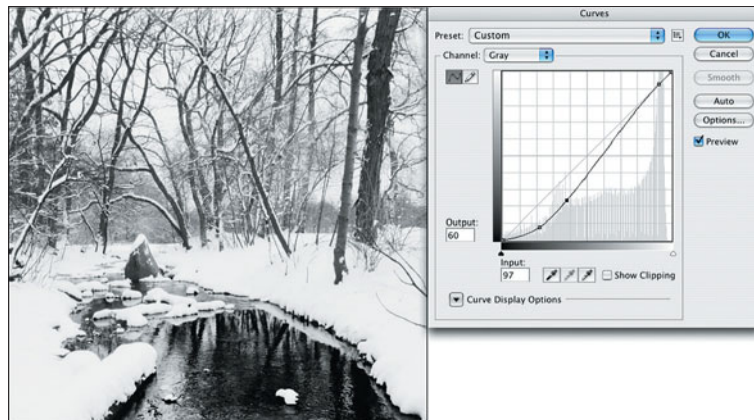 Curves
Preset: Custom
OK
Channel: Gray
Cancel
Smooth
Auto
Options...
Preview
Output:
60
Input:
97
Show Clipping
Curve Display Options